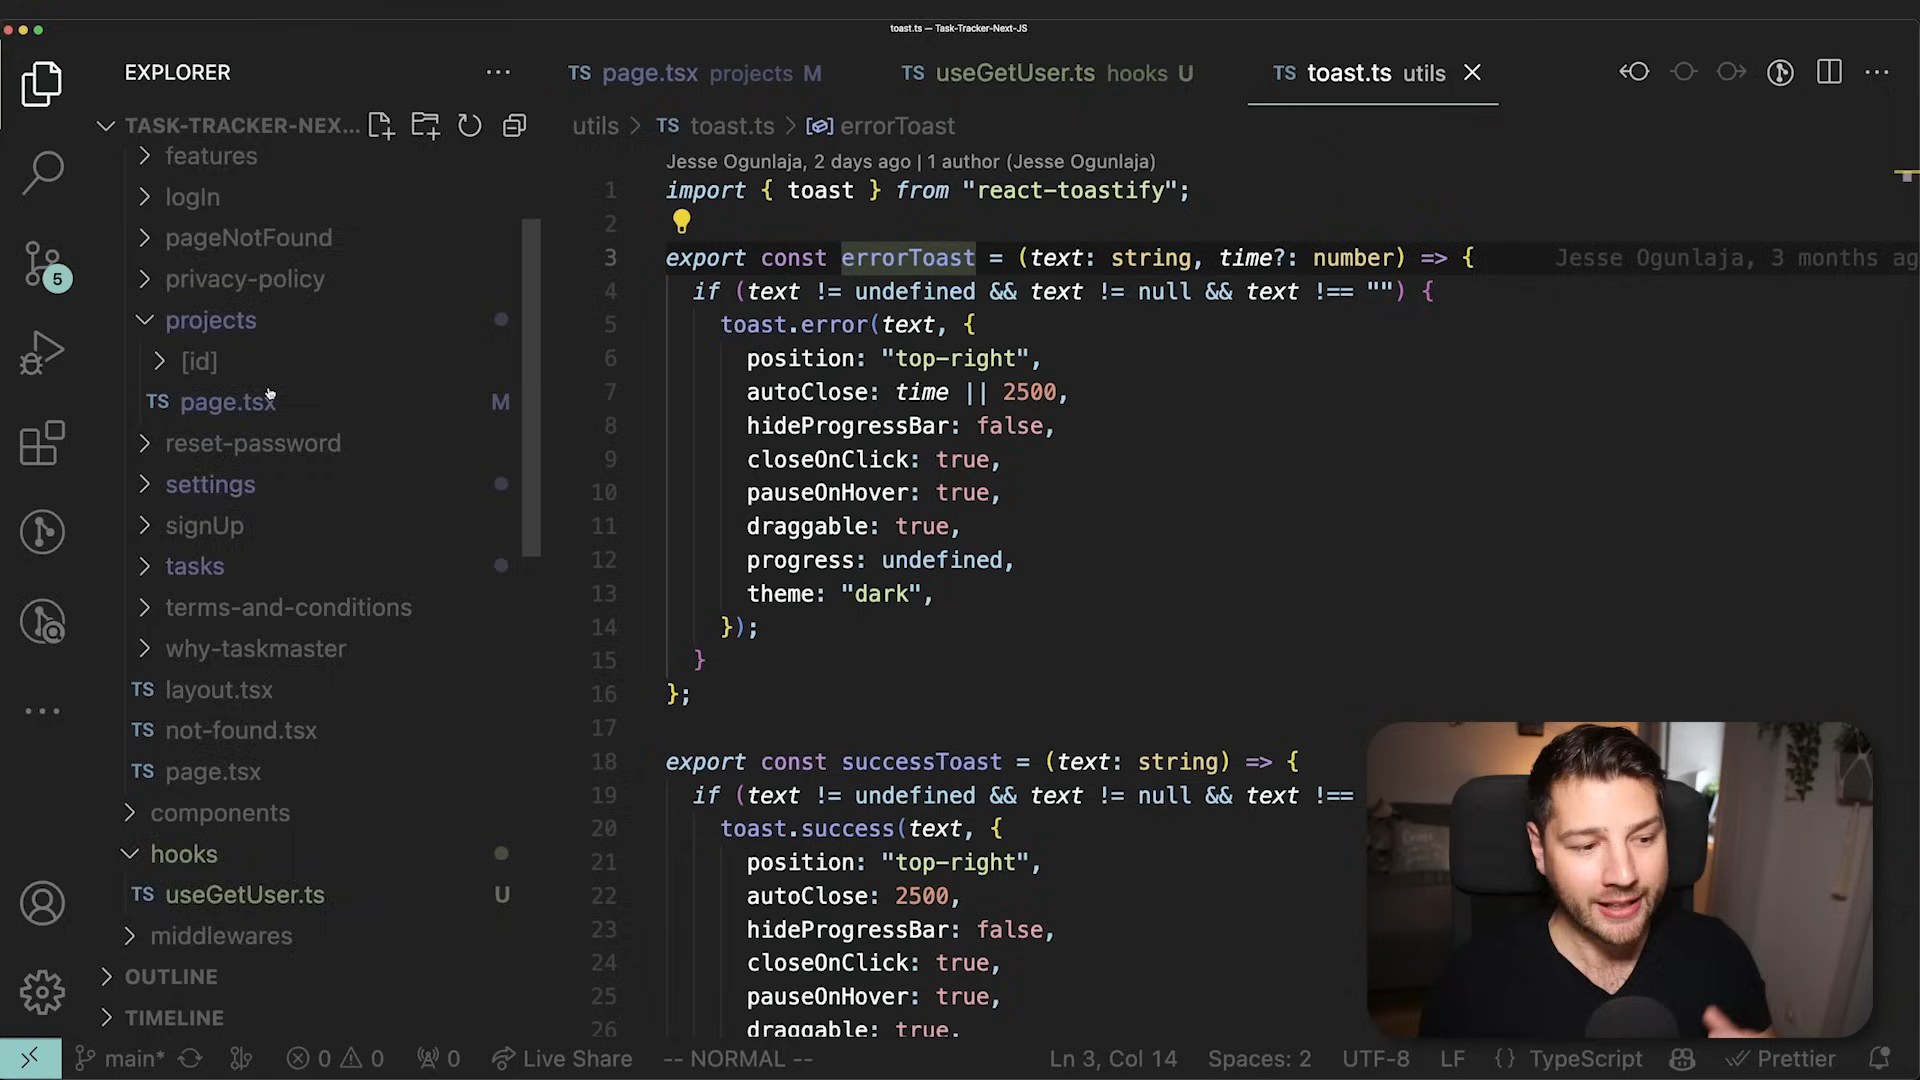 toast.ts — Task-Tracker-Next-JS
EXPLORER
TS page.tsx projects M
TS useGetUser.ts hooks U
TS toast.ts utils
TASK-TRACKER-NEX...
features
logIn
pageNotFound
privacy-policy
projects
[id]
TS page.tsx M
reset-password
settings
signUp
tasks
terms-and-conditions
why-taskmaster
TS layout.tsx
TS not-found.tsx
TS page.tsx
components
hooks
TS useGetUser.ts U
middlewares
OUTLINE
TIMELINE
5
utils > TS toast.ts > errorToast
Jesse Ogunlaja, 2 days ago | 1 author (Jesse Ogunlaja)
1 import { toast } from "react-toastify";
2
3 export const errorToast = (text: string, time?: number) => { Jesse Ogunlaja, 3 months ag
4 if (text != undefined && text != null && text !== "") {
5 toast.error(text, {
6 position: "top-right",
7 autoClose: time || 2500,
8 hideProgressBar: false,
9 closeOnClick: true,
10 pauseOnHover: true,
11 draggable: true,
12 progress: undefined,
13 theme: "dark",
14 });
15 }
16 };
17
18 export const successToast = (text: string) => {
19 if (text != undefined && text != null && text !==
20 toast.success(text, {
21 position: "top-right",
22 autoClose: 2500,
23 hideProgressBar: false,
24 closeOnClick: true,
25 pauseOnHover: true,
26 draggable: true,
main* 0 0 0 Live Share -- NORMAL -- Ln 3, Col 14 Spaces: 2 UTF-8 LF {} TypeScript Prettier